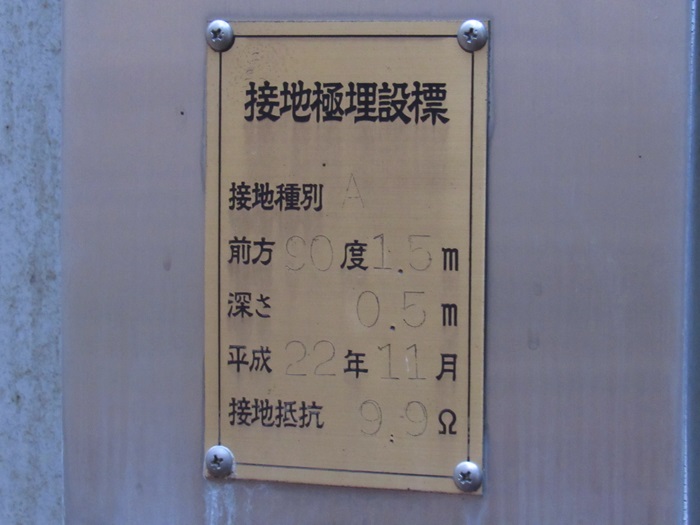 接地極埋設標
接地種別 A
前方 90 度 1.5 m
深さ 0.5 m
平成 22 年 11 月
接地抵抗 9.9 Ω